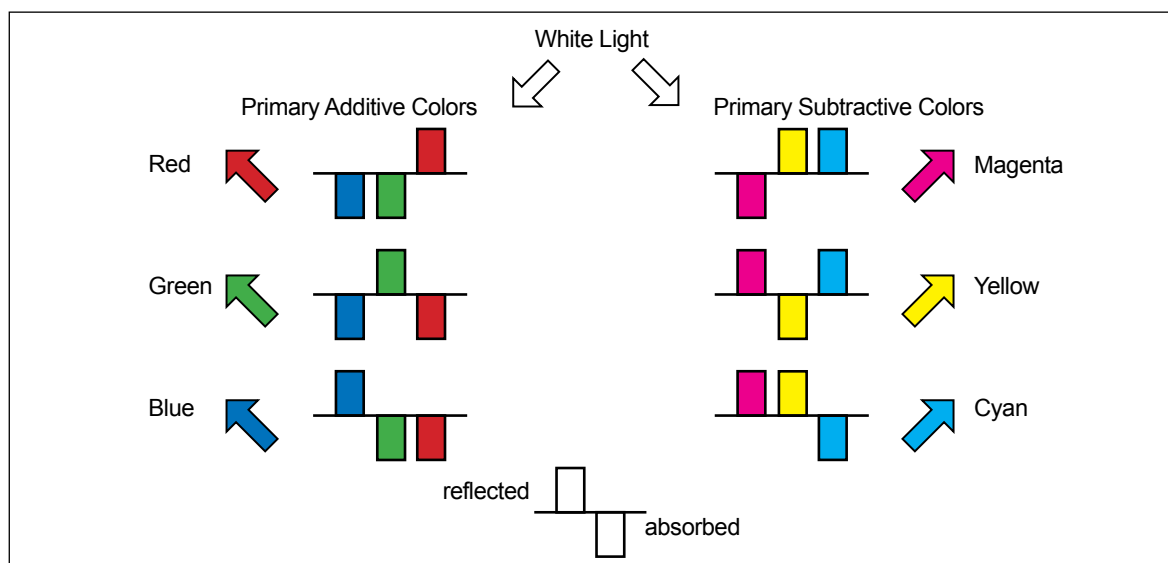 White Light
Primary Additive Colors
Primary Subtractive Colors
Red
Magenta
Green
Yellow
Blue
Cyan
reflected
absorbed